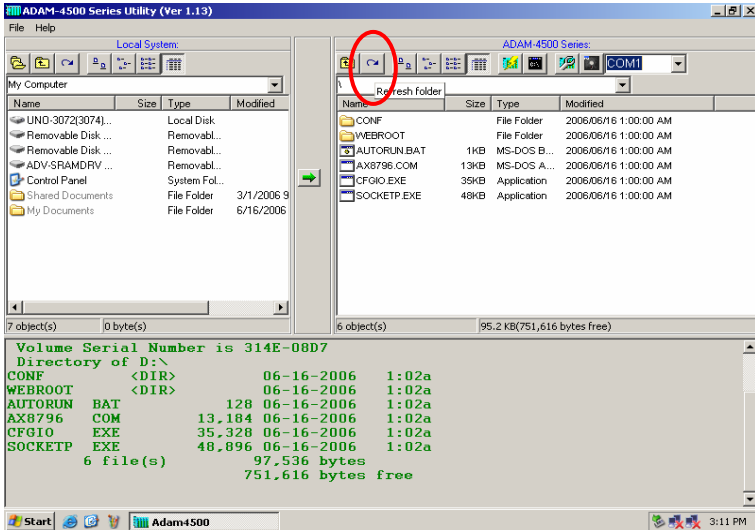 ADAM-4500 Series Utility (Ver 1.13)
File Help
Local System:
My Computer
Name Size Type Modified
UNO-3072(3074)... Local Disk
Removable Disk ... Removabl...
Removable Disk ... Removabl...
ADV-SRAMDRV ... Removabl...
Control Panel System Fol...
Shared Documents File Folder 3/1/2006 9
My Documents File Folder 6/16/2006
7 object(s) 0 byte(s)
ADAM-4500 Series:
COM1
\
Refresh folder
Name Size Type Modified
CONF File Folder 2006/06/16 1:00:00 AM
WEBROOT File Folder 2006/06/16 1:00:00 AM
AUTORUN.BAT 1KB MS-DOS B... 2006/06/16 1:00:00 AM
AX8796.COM 13KB MS-DOS A... 2006/06/16 1:00:00 AM
CFGIO.EXE 35KB Application 2006/06/16 1:00:00 AM
SOCKETP.EXE 48KB Application 2006/06/16 1:00:00 AM
6 object(s) 95.2 KB(751,616 bytes free)
Volume Serial Number is 314E-08D7
Directory of D:\
CONF <DIR> 06-16-2006 1:02a
WEBROOT <DIR> 06-16-2006 1:02a
AUTORUN BAT 128 06-16-2006 1:02a
AX8796 COM 13,184 06-16-2006 1:02a
CFGIO EXE 35,328 06-16-2006 1:02a
SOCKETP EXE 48,896 06-16-2006 1:02a
6 file(s) 97,536 bytes
751,616 bytes free
Start Adam4500 3:11 PM